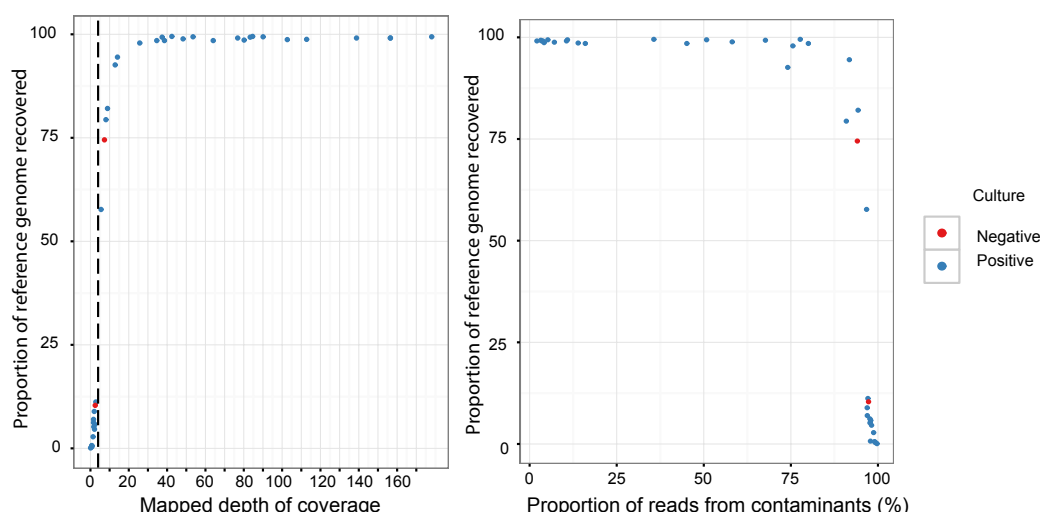 Proportion of reference genome recovered
100
75
50
25
0
0 20 40 60 80 100 120 140 160
Mapped depth of coverage
Proportion of reference genome recovered
100
75
50
25
0
0 25 50 75 100
Proportion of reads from contaminants (%)
Culture
Negative
Positive